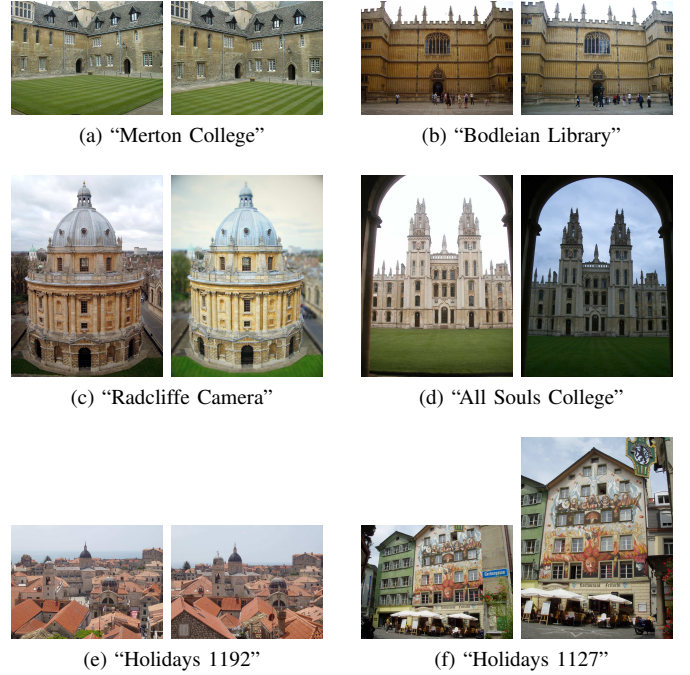 (a) “Merton College”
(b) “Bodleian Library”
(c) “Radcliffe Camera”
(d) “All Souls College”
(e) “Holidays 1192”
(f) “Holidays 1127”